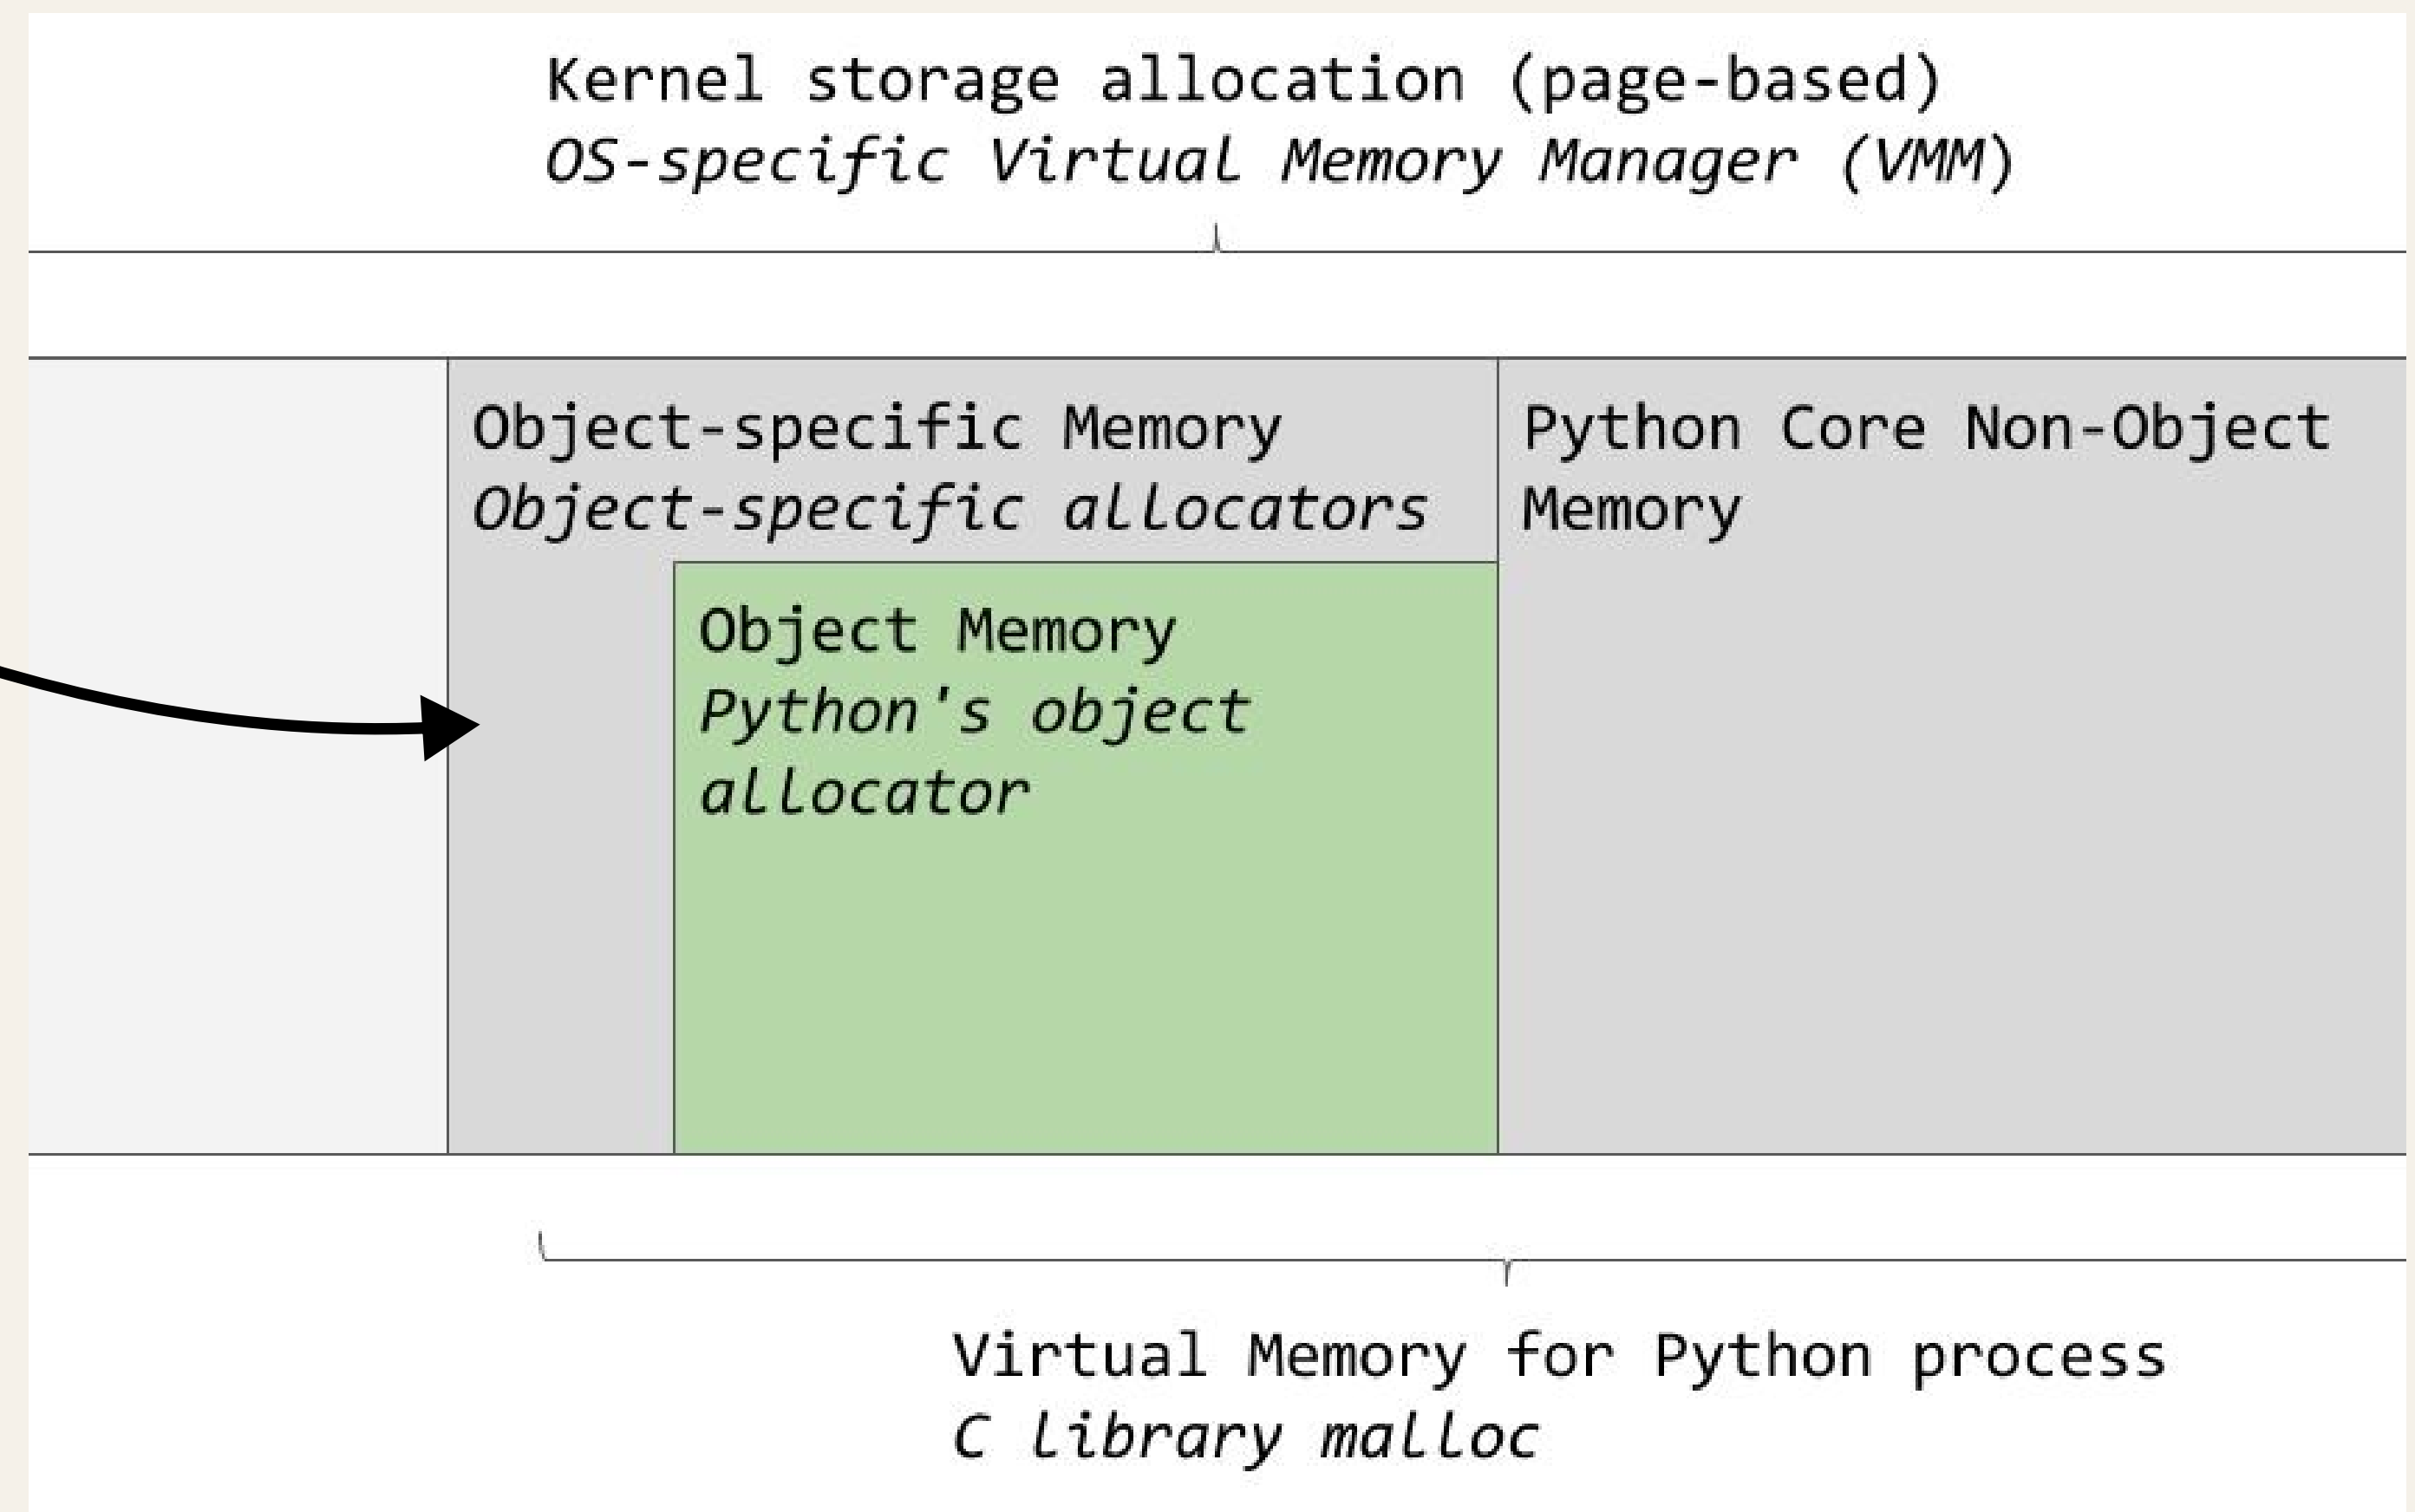 Kernel storage allocation (page-based)
OS-specific Virtual Memory Manager (VMM)
Object-specific Memory
Object-specific allocators
Python Core Non-Object
Memory
Object Memory
Python's object
allocator
Virtual Memory for Python process
C library malloc